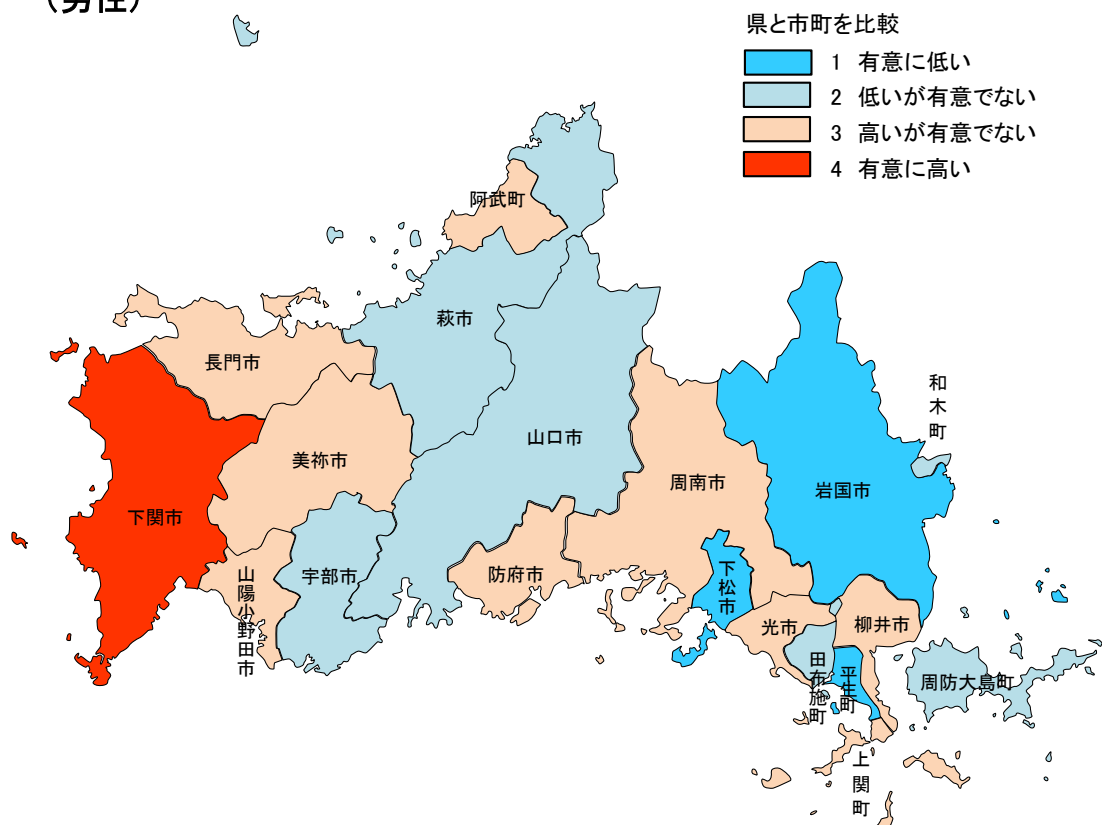 （男性）
県と市町を比較
1 有意に低い
2 低いが有意でない
3 高いが有意でない
4 有意に高い
阿武町
萩市
長門市
和木町
山口市
美祢市
周南市
岩国市
下関市
宇部市
防府市
下松市
山陽小野田市
光市
柳井市
田布施町
平生町
周防大島町
上関町